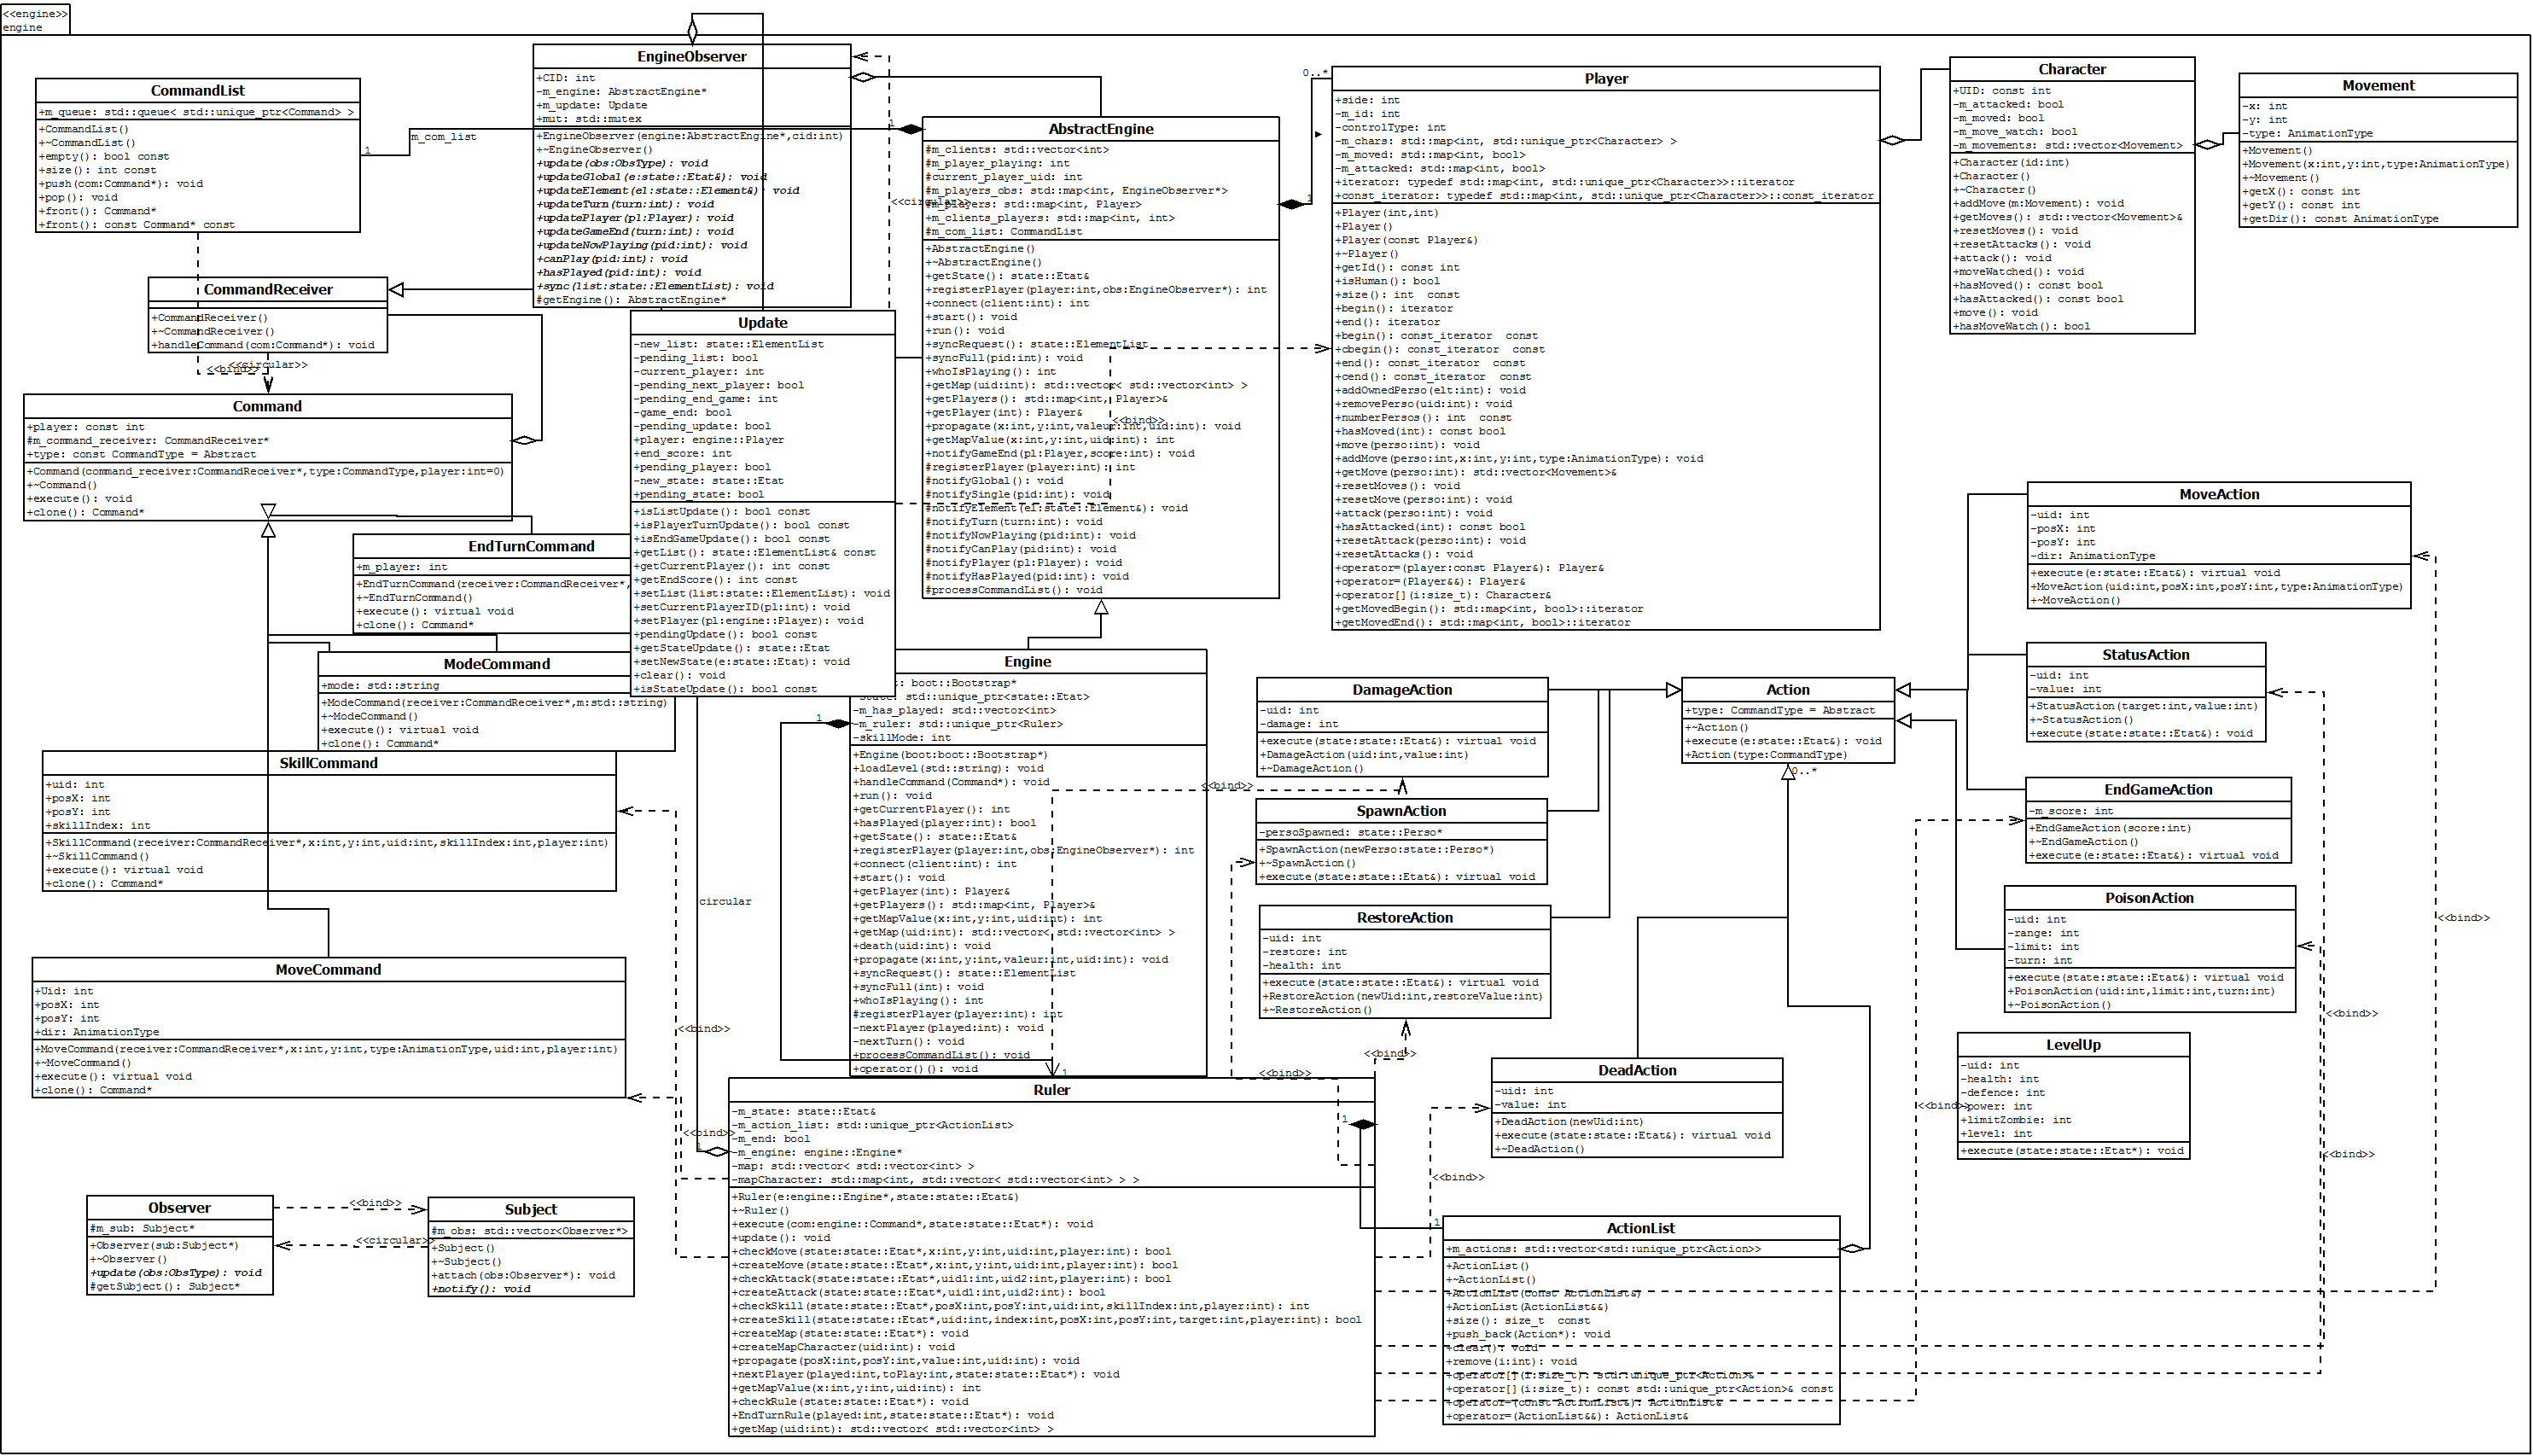 <<engine>>
engine
CommandList
+m_queue: std::queue< std::unique_ptr<Command> >
+CommandList()
+~CommandList()
+empty(): bool const
+size(): int const
+push(com:Command*): void
+pop(): void
+front(): Command*
+front(): const Command* const
1
m_com_list
1
EngineObserver
+CID: int
-m_engine: AbstractEngine*
+m_update: Update
+mut: std::mutex
+EngineObserver(engine:AbstractEngine*,cid:int)
+~EngineObserver()
+update(obs:ObsType): void
+updateGlobal(e:state::Etat&): void
+updateElement(el:state::Element&): void
+updateTurn(turn:int): void
+updatePlayer(pl:Player): void
+updateGameEnd(turn:int): void
+updateNowPlaying(pid:int): void
+canPlay(pid:int): void
+hasPlayed(pid:int): void
+sync(list:state::ElementList): void
#getEngine(): AbstractEngine*
<<circular>>
AbstractEngine
#m_clients: std::vector<int>
#m_player_playing: int
#current_player_uid: int
#m_players_obs: std::map<int, EngineObserver*>
#m_players: std::map<int, Player>
#m_clients_players: std::map<int, int>
#m_com_list: CommandList
+AbstractEngine()
+~AbstractEngine()
+getState(): state::Etat&
+registerPlayer(player:int,obs:EngineObserver*): int
+connect(client:int): int
+start(): void
+run(): void
+syncRequest(): state::ElementList
+syncFull(pid:int): void
+whoIsPlaying(): int
+getMap(uid:int): std::vector< std::vector<int> >
+getPlayers(): std::map<int, Player>&
+getPlayer(int): Player&
+propagate(x:int,y:int,valeur:int,uid:int): void
+getMapValue(x:int,y:int,uid:int): int
+notifyGameEnd(pl:Player,score:int): void
#registerPlayer(player:int): int
#notifyGlobal(): void
#notifySingle(pid:int): void
#notifyElement(el:state::Element&): void
#notifyTurn(turn:int): void
#notifyNowPlaying(pid:int): void
#notifyCanPlay(pid:int): void
#notifyPlayer(pl:Player): void
#notifyHasPlayed(pid:int): void
#processCommandList(): void
<<bind>>
0..*
1
Player
+side: int
-m_id: int
-controlType: int
-m_chars: std::map<int, std::unique_ptr<Character> >
-m_moved: std::map<int, bool>
-m_attacked: std::map<int, bool>
+iterator: typedef std::map<int, std::unique_ptr<Character>>::iterator
+const_iterator: typedef std::map<int, std::unique_ptr<Character>>::const_iterator
+Player(int,int)
+Player()
+Player(const Player&)
+~Player()
+getId(): const int
+isHuman(): bool
+size(): int  const
+begin(): iterator
+end(): iterator
+begin(): const_iterator  const
+cbegin(): const_iterator  const
+end(): const_iterator  const
+cend(): const_iterator  const
+addOwnedPerso(elt:int): void
+removePerso(uid:int): void
+numberPersos(): int  const
+hasMoved(int): const bool
+move(perso:int): void
+addMove(perso:int,x:int,y:int,type:AnimationType): void
+getMove(perso:int): std::vector<Movement>&
+resetMoves(): void
+resetMove(perso:int): void
+attack(perso:int): void
+hasAttacked(int): const bool
+resetAttack(perso:int): void
+resetAttacks(): void
+operator=(player:const Player&): Player&
+operator=(Player&&): Player&
+operator[](i:size_t): Character&
+getMovedBegin(): std::map<int, bool>::iterator
+getMovedEnd(): std::map<int, bool>::iterator
Character
+UID: const int
-m_attacked: bool
-m_moved: bool
-m_move_watch: bool
-m_movements: std::vector<Movement>
+Character(id:int)
+Character()
+~Character()
+addMove(m:Movement): void
+getMoves(): std::vector<Movement>&
+resetMoves(): void
+resetAttacks(): void
+attack(): void
+moveWatched(): void
+hasMoved(): const bool
+hasAttacked(): const bool
+move(): void
+hasMoveWatch(): bool
Movement
-x: int
-y: int
-type: AnimationType
+Movement()
+Movement(x:int,y:int,type:AnimationType)
+~Movement()
+getX(): const int
+getY(): const int
+getDir(): const AnimationType
CommandReceiver
+CommandReceiver()
+~CommandReceiver()
+handleCommand(com:Command*): void
<<circular>>
<<bind>>
Command
+player: const int
#m_command_receiver: CommandReceiver*
+type: const CommandType = Abstract
+Command(command_receiver:CommandReceiver*,type:CommandType,player:int=0)
+~Command()
+execute(): void
+clone(): Command*
Update
-new_list: state::ElementList
-pending_list: bool
-current_player: int
-pending_next_player: bool
-pending_end_game: int
-game_end: bool
-pending_update: bool
+player: engine::Player
+end_score: int
+pending_player: bool
-new_state: state::Etat
+pending_state: bool
+isListUpdate(): bool const
+isPlayerTurnUpdate(): bool const
+isEndGameUpdate(): bool const
+getList(): state::ElementList& const
+getCurrentPlayer(): int const
+getEndScore(): int const
+setList(list:state::ElementList): void
+setCurrentPlayerID(pl:int): void
+setPlayer(pl:engine::Player): void
+pendingUpdate(): bool const
+getStateUpdate(): state::Etat
+setNewState(e:state::Etat): void
+clear(): void
+isStateUpdate(): bool const
EndTurnCommand
+m_player: int
+EndTurnCommand(receiver:CommandReceiver*,
+~EndTurnCommand()
+execute(): virtual void
+clone(): Command*
ModeCommand
+mode: std::string
+ModeCommand(receiver:CommandReceiver*,m:std::string)
+~ModeCommand()
+execute(): virtual void
+clone(): Command*
SkillCommand
+uid: int
+posX: int
+posY: int
+skillIndex: int
+SkillCommand(receiver:CommandReceiver*,x:int,y:int,uid:int,skillIndex:int,player:int)
+~SkillCommand()
+execute(): virtual void
+clone(): Command*
MoveCommand
+Uid: int
+posX: int
+posY: int
+dir: AnimationType
+MoveCommand(receiver:CommandReceiver*,x:int,y:int,type:AnimationType,uid:int,player:int)
+~MoveCommand()
+execute(): virtual void
+clone(): Command*
<<bind>>
<<bind>>
circular
1
Engine
: boot::Bootstrap*
std::unique_ptr<state::Etat>
-m_has_played: std::vector<int>
-m_ruler: std::unique_ptr<Ruler>
-skillMode: int
+Engine(boot:boot::Bootstrap*)
+loadLevel(std::string): void
+handleCommand(Command*): void
+run(): void
+getCurrentPlayer(): int
+hasPlayed(player:int): bool
+getState(): state::Etat&
+registerPlayer(player:int,obs:EngineObserver*): int
+connect(client:int): int
+start(): void
+getPlayer(int): Player&
+getPlayers(): std::map<int, Player>&
+getMapValue(x:int,y:int,uid:int): int
+getMap(uid:int): std::vector< std::vector<int> >
+death(uid:int): void
+propagate(x:int,y:int,valeur:int,uid:int): void
+syncRequest(): state::ElementList
+syncFull(int): void
+whoIsPlaying(): int
#registerPlayer(player:int): int
-nextPlayer(played:int): void
-nextTurn(): void
+processCommandList(): void
+operator()(): void
1
1
Ruler
-m_state: state::Etat&
-m_action_list: std::unique_ptr<ActionList>
-m_end: bool
-m_engine: engine::Engine*
-map: std::vector< std::vector<int> >
-mapCharacter: std::map<int, std::vector< std::vector<int> > >
+Ruler(e:engine::Engine*,state:state::Etat&)
+~Ruler()
+execute(com:engine::Command*,state:state::Etat*): void
+update(): void
+checkMove(state:state::Etat*,x:int,y:int,uid:int,player:int): bool
+createMove(state:state::Etat*,x:int,y:int,uid:int,player:int): bool
+checkAttack(state:state::Etat*,uid1:int,uid2:int,player:int): bool
+createAttack(state:state::Etat*,uid1:int,uid2:int): bool
+checkSkill(state:state::Etat*,posX:int,posY:int,uid:int,skillIndex:int,player:int): int
+createSkill(state:state::Etat*,uid:int,index:int,posX:int,posY:int,target:int,player:int): bool
+createMap(state:state::Etat*): void
+createMapCharacter(uid:int): void
+propagate(posX:int,posY:int,value:int,uid:int): void
+nextPlayer(played:int,toPlay:int,state:state::Etat*): void
+getMapValue(x:int,y:int,uid:int): int
+checkRule(state:state::Etat*): void
+EndTurnRule(played:int,state:state::Etat*): void
+getMap(uid:int): std::vector< std::vector<int> >
1
1
DamageAction
-uid: int
-damage: int
+execute(state:state::Etat&): virtual void
+DamageAction(uid:int,value:int)
+~DamageAction()
<<bind>>
SpawnAction
-persoSpawned: state::Perso*
+SpawnAction(newPerso:state::Perso*)
+~SpawnAction()
+execute(state:state::Etat&): virtual void
RestoreAction
-uid: int
-restore: int
-health: int
+execute(state:state::Etat&): virtual void
+RestoreAction(newUid:int,restoreValue:int)
+~RestoreAction()
<<bind>>
<<bind>>
Action
+type: CommandType = Abstract
+~Action()
+execute(e:state::Etat&): void
+Action(type:CommandType)
0..*
MoveAction
-uid: int
-posX: int
-posY: int
-dir: AnimationType
+execute(e:state::Etat&): virtual void
+MoveAction(uid:int,posX:int,posY:int,type:AnimationType)
+~MoveAction()
StatusAction
-uid: int
-value: int
+StatusAction(target:int,value:int)
+~StatusAction()
+execute(state:state::Etat&): void
EndGameAction
-m_score: int
+EndGameAction(score:int)
+~EndGameAction()
+execute(e:state::Etat&): virtual void
PoisonAction
-uid: int
-range: int
-limit: int
-turn: int
+execute(state:state::Etat&): virtual void
+PoisonAction(uid:int,limit:int,turn:int)
+~PoisonAction()
<<bind>>
<<bind>>
<<bind>>
<<bind>>
LevelUp
-uid: int
-health: int
-defence: int
-power: int
+limitZombie: int
+level: int
+execute(state:state::Etat*): void
DeadAction
-uid: int
-value: int
+DeadAction(newUid:int)
+execute(state:state::Etat&): virtual void
+~DeadAction()
<<bind>>
ActionList
+m_actions: std::vector<std::unique_ptr<Action>>
+ActionList()
+~ActionList()
+ActionList(const ActionList&)
+ActionList(ActionList&&)
+size(): size_t  const
+push_back(Action*): void
+clear(): void
+remove(i:int): void
+operator[](i:size_t): std::unique_ptr<Action>&
+operator[](i:size_t): const std::unique_ptr<Action>& const
+operator=(const ActionList&): ActionList&
+operator=(ActionList&&): ActionList&
Observer
#m_sub: Subject*
+Observer(sub:Subject*)
+~Observer()
+update(obs:ObsType): void
#getSubject(): Subject*
<<bind>>
<<circular>>
Subject
#m_obs: std::vector<Observer*>
+Subject()
+~Subject()
+attach(obs:Observer*): void
+notify(): void